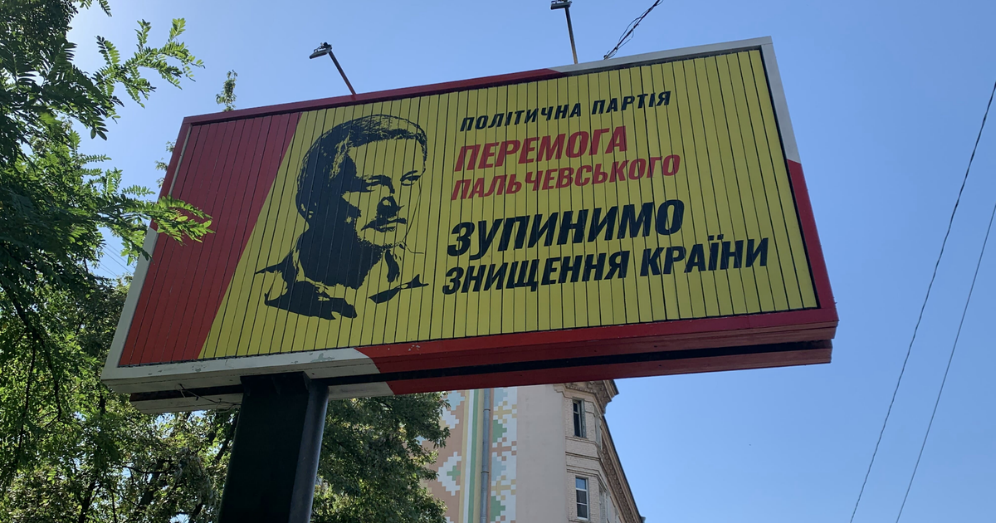 ПОЛІТИЧНА ПАРТІЯ
ПЕРЕМОГА
ПАЛЬЧЕВСЬКОГО
ЗУПИНИМО
ЗНИЩЕННЯ КРАЇНИ